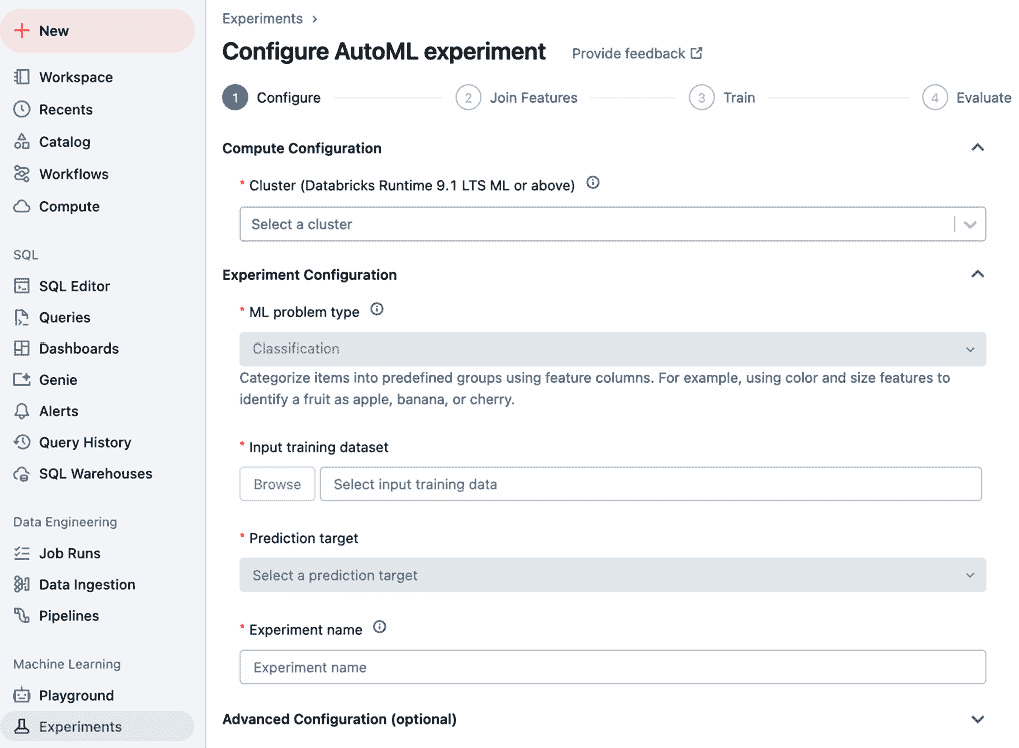 New
Workspace
Recents
Catalog
Workflows
Compute
SQL
SQL Editor
Queries
Dashboards
Genie
Alerts
Query History
SQL Warehouses
Data Engineering
Job Runs
Data Ingestion
Pipelines
Machine Learning
Playground
Experiments
Experiments ›
Configure AutoML experiment Provide feedback
1 Configure 2 Join Features 3 Train 4 Evaluate
Compute Configuration
* Cluster (Databricks Runtime 9.1 LTS ML or above)
Select a cluster
Experiment Configuration
* ML problem type
Classification
Categorize items into predefined groups using feature columns. For example, using color and size features to
identify a fruit as apple, banana, or cherry.
* Input training dataset
Browse Select input training data
* Prediction target
Select a prediction target
* Experiment name
Experiment name
Advanced Configuration (optional)